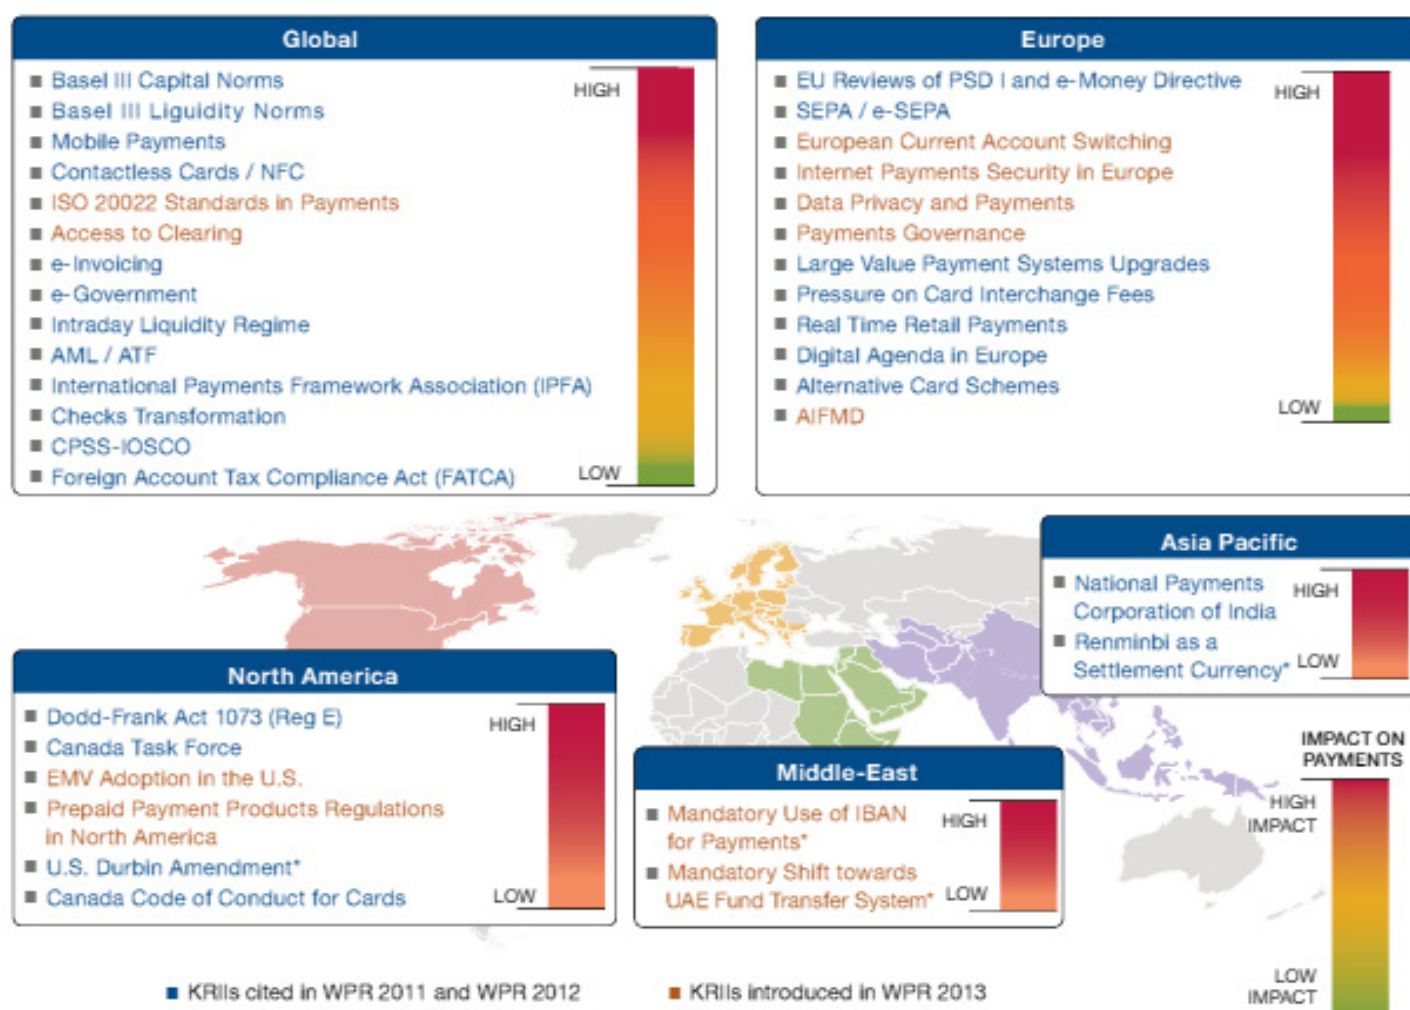 Global
Basel III Capital Norms
Basel III Liguidity Norms
Mobile Payments
Contactless Cards / NFC
ISO 20022 Standards in Payments
Access to Clearing
e-Invoicing
e-Government
Intraday Liquidity Regime
AML / ATF
International Payments Framework Association (IPFA)
Checks Transformation
CPSS-IOSCO
Foreign Account Tax Compliance Act (FATCA)
HIGH
LOW
Europe
EU Reviews of PSD I and e-Money Directive
SEPA / e-SEPA
European Current Account Switching
Internet Payments Security in Europe
Data Privacy and Payments
Payments Governance
Large Value Payment Systems Upgrades
Pressure on Card Interchange Fees
Real Time Retail Payments
Digital Agenda in Europe
Alternative Card Schemes
AIFMD
HIGH
LOW
Asia Pacific
National Payments
Corporation of India
Renminbi as a
Settlement Currency*
HIGH
LOW
North America
Dodd-Frank Act 1073 (Reg E)
Canada Task Force
EMV Adoption in the U.S.
Prepaid Payment Products Regulations
in North America
U.S. Durbin Amendment*
Canada Code of Conduct for Cards
HIGH
LOW
Middle-East
Mandatory Use of IBAN
for Payments*
Mandatory Shift towards
UAE Fund Transfer System*
HIGH
LOW
IMPACT ON
PAYMENTS
HIGH
IMPACT
LOW
IMPACT
KRIIs cited in WPR 2011 and WPR 2012
KRIIs introduced in WPR 2013